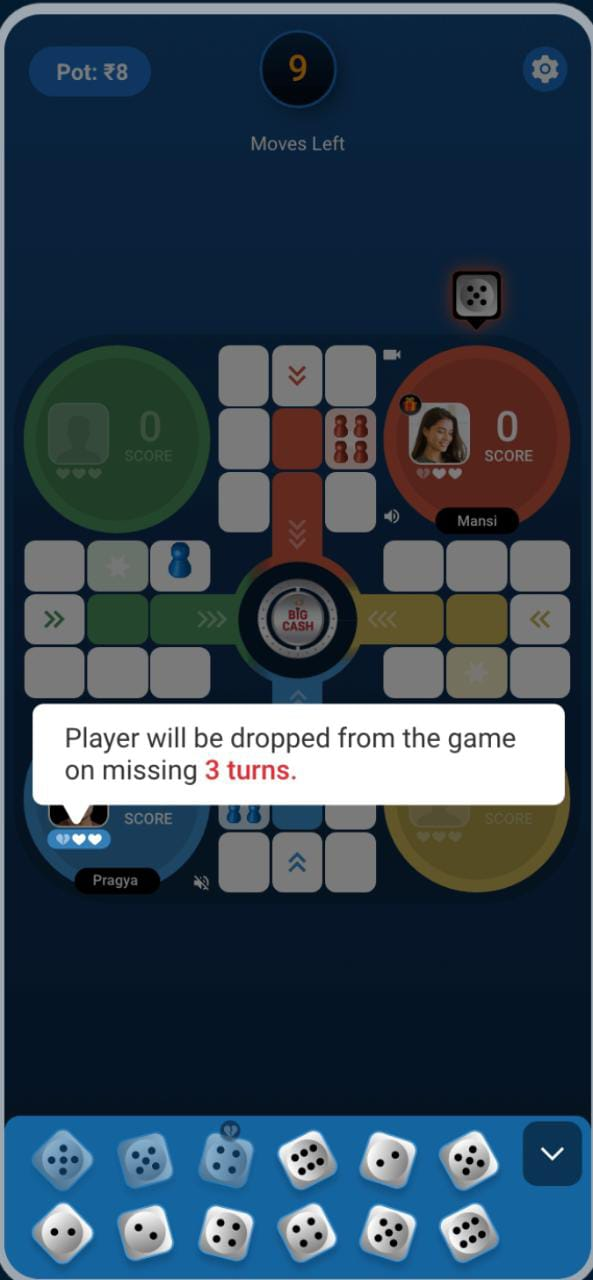 Pot: ₹8
9
Moves Left
0
SCORE
0
SCORE
Mansi
BIG
CASH
Player will be dropped from the game
on missing 3 turns.
SCORE
SCORE
Pragya